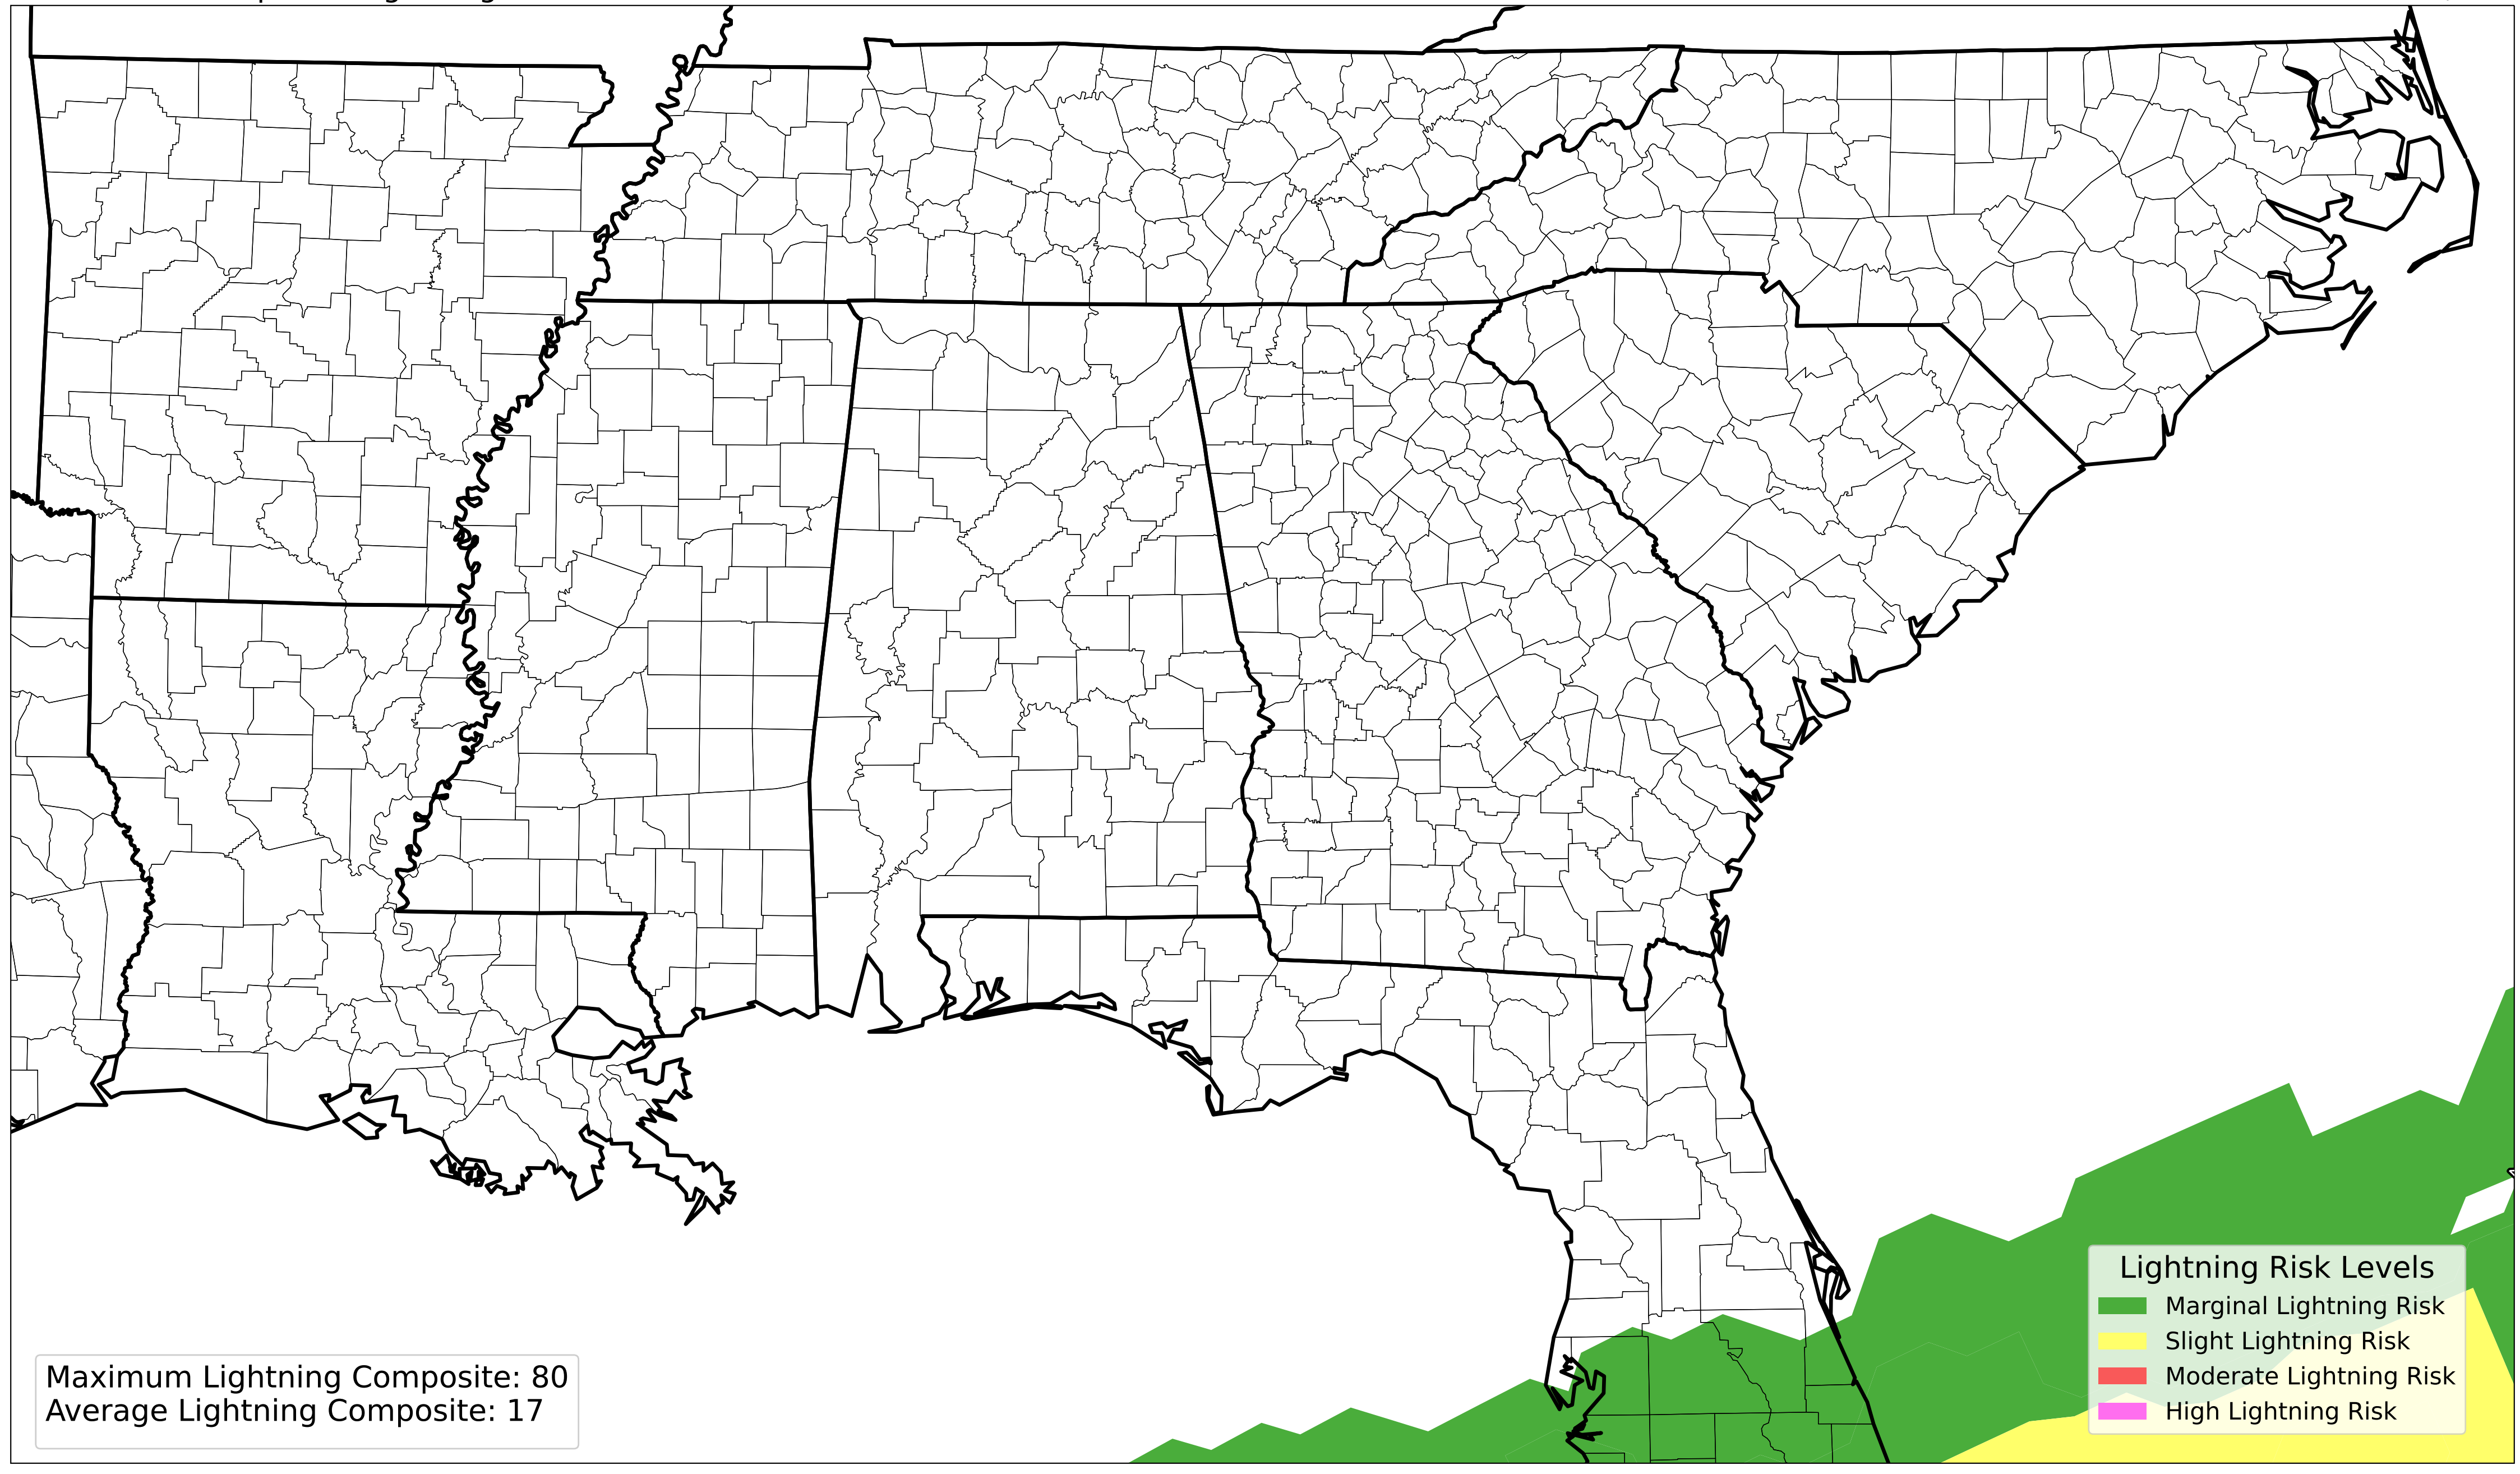 Lightning Risk Levels
Marginal Lightning Risk
Slight Lightning Risk
Moderate Lightning Risk
High Lightning Risk
Maximum Lightning Composite: 80
Average Lightning Composite: 17